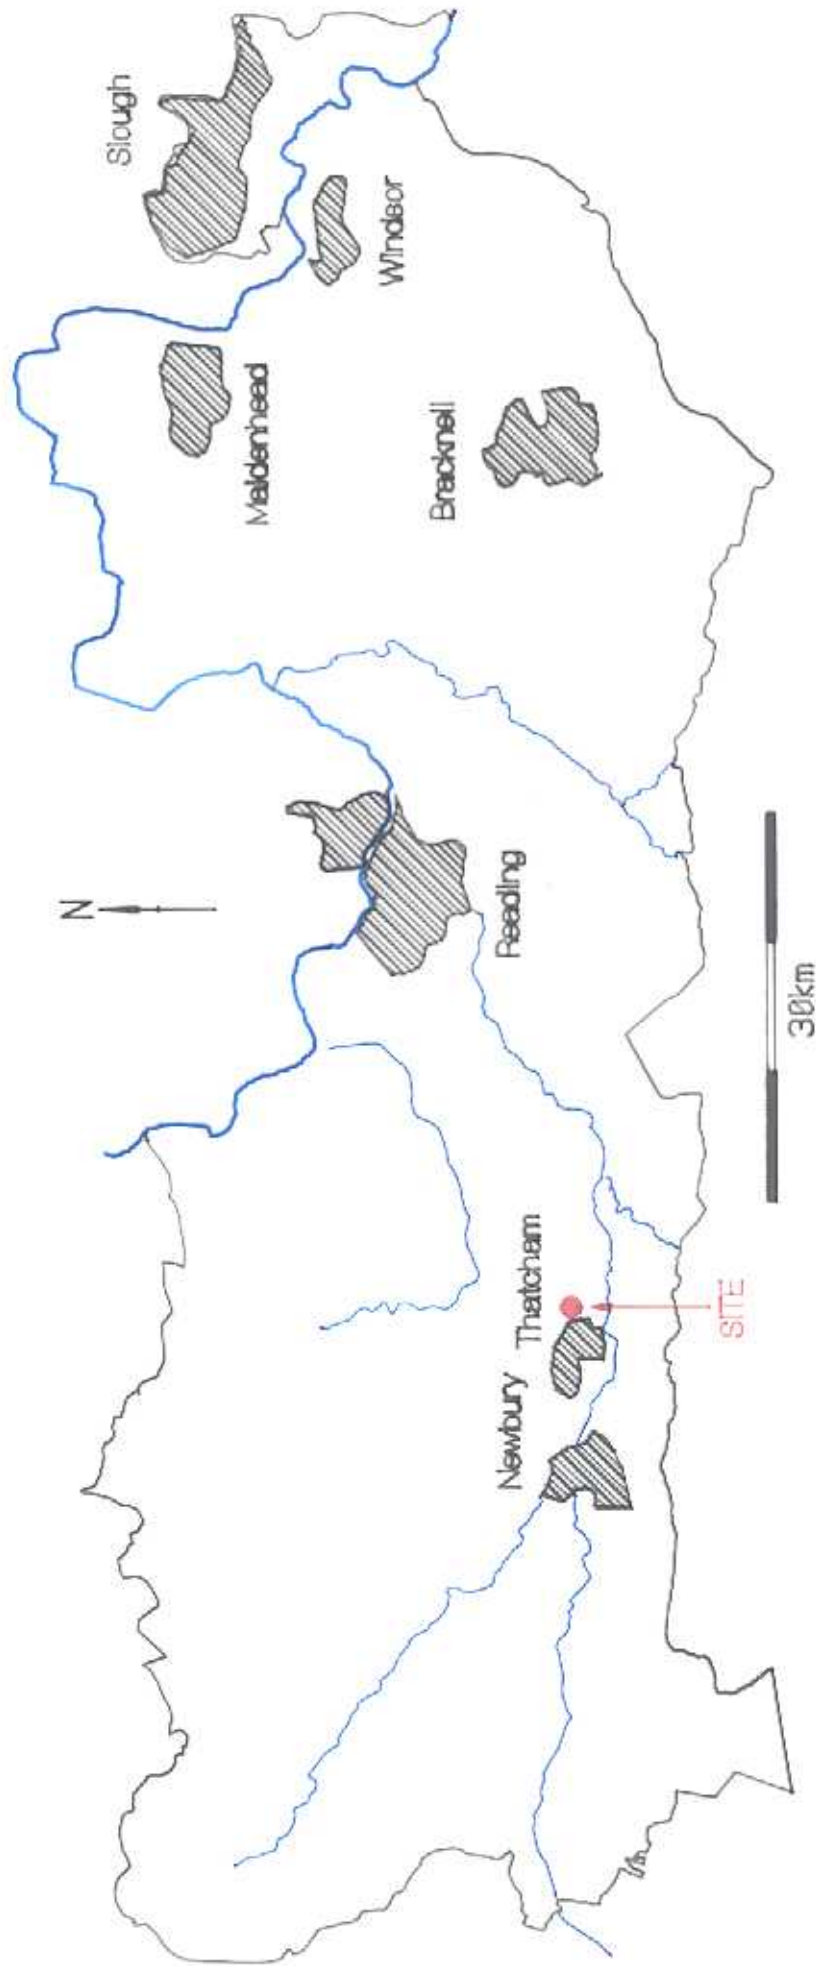 Slough
N
Maidenhead
Windsor
Bracknell
Reading
Newbury
Thatcham
SITE
30km